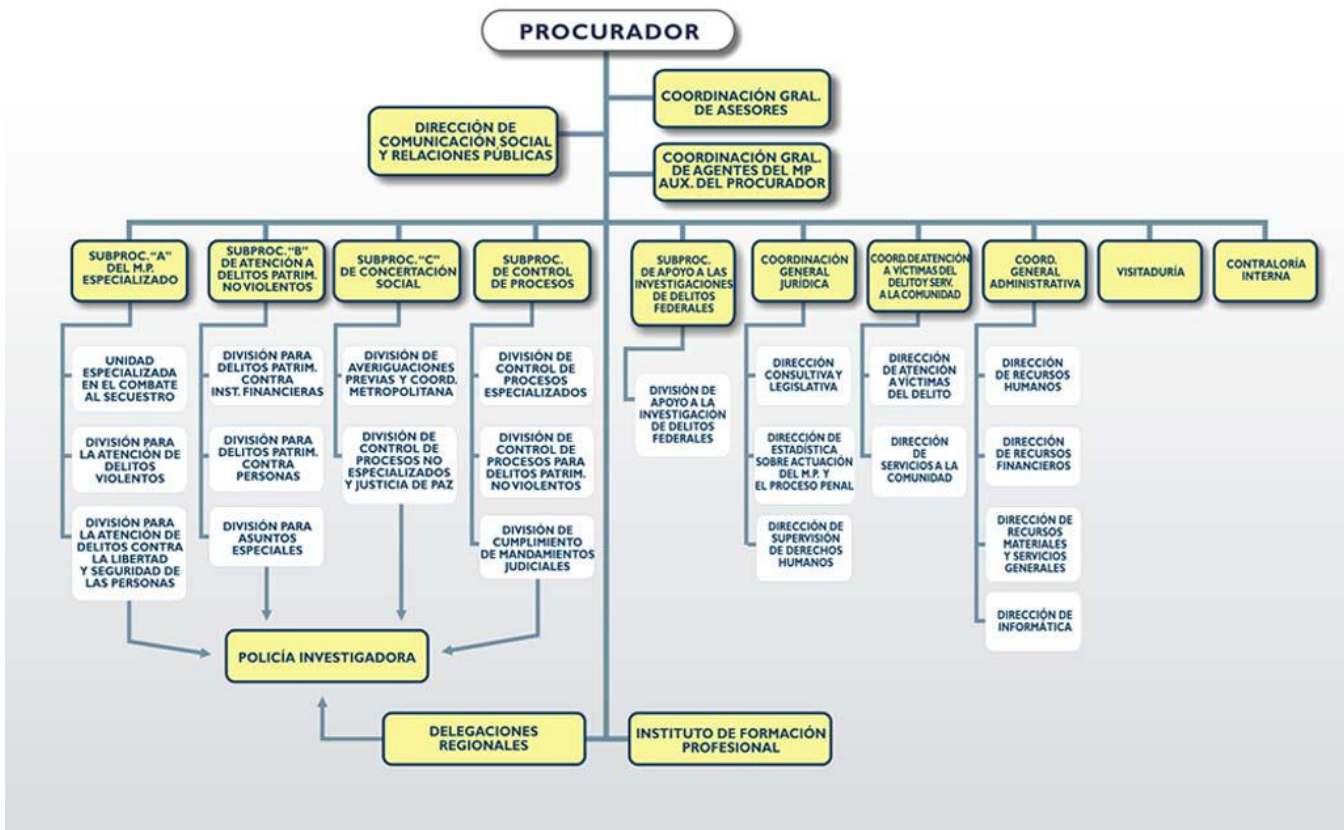 PROCURADOR
COORDINACIÓN GRAL.
DE ASESORES
DIRECCIÓN DE
COMUNICACIÓN SOCIAL
Y RELACIONES PÚBLICAS
COORDINACIÓN GRAL.
DE AGENTES DEL MP
AUX. DEL PROCURADOR
SUBPROC. "A"
DEL M.P.
ESPECIALIZADO
SUBPROC. "B"
DE ATENCIÓN A
DELITOS PATRIM.
NO VIOLENTOS
SUBPROC. "C"
DE CONCERTACIÓN
SOCIAL
SUBPROC.
DE CONTROL
DE PROCESOS
SUBPROC.
DE APOYO A LAS
INVESTIGACIONES
DE DELITOS
FEDERALES
COORDINACIÓN
GENERAL
JURÍDICA
COORD. DE ATENCIÓN
A VÍCTIMAS DEL
DELITO Y SERV.
A LA COMUNIDAD
COORD.
GENERAL
ADMINISTRATIVA
VISITADURÍA
CONTRALORÍA
INTERNA
UNIDAD
ESPECIALIZADA
EN EL COMBATE
AL SECUESTRO
DIVISIÓN PARA
LA ATENCIÓN DE
DELITOS
VIOLENTOS
DIVISIÓN PARA
LA ATENCIÓN DE
DELITOS CONTRA
LA LIBERTAD
Y SEGURIDAD DE
LAS PERSONAS
DIVISIÓN PARA
DELITOS PATRIM.
CONTRA
INST. FINANCIERAS
DIVISIÓN PARA
DELITOS PATRIM.
CONTRA
PERSONAS
DIVISIÓN PARA
ASUNTOS
ESPECIALES
DIVISIÓN DE
AVERIGUACIONES
PREVIAS Y COORD.
METROPOLITANA
DIVISIÓN DE
CONTROL DE
PROCESOS NO
ESPECIALIZADOS
Y JUSTICIA DE PAZ
DIVISIÓN DE
CONTROL DE
PROCESOS
ESPECIALIZADOS
DIVISIÓN DE
CONTROL DE
PROCESOS PARA
DELITOS PATRIM.
NO VIOLENTOS
DIVISIÓN DE
CUMPLIMIENTO
DE MANDAMIENTOS
JUDICIALES
DIVISIÓN DE
APOYO A LA
INVESTIGACIÓN
DE DELITOS
FEDERALES
DIRECCIÓN
CONSULTIVA Y
LEGISLATIVA
DIRECCIÓN DE
ESTADÍSTICA
SOBRE ACTUACIÓN
DEL M.P. Y
EL PROCESO PENAL
DIRECCIÓN DE
SUPERVISIÓN
DE DERECHOS
HUMANOS
DIRECCIÓN
DE ATENCIÓN
A VÍCTIMAS
DEL DELITO
DIRECCIÓN
DE
SERVICIOS A LA
COMUNIDAD
DIRECCIÓN
DE RECURSOS
HUMANOS
DIRECCIÓN
DE RECURSOS
FINANCIEROS
DIRECCIÓN DE
RECURSOS
MATERIALES
Y SERVICIOS
GENERALES
DIRECCIÓN DE
INFORMÁTICA
POLICÍA INVESTIGADORA
DELEGACIONES
REGIONALES
INSTITUTO DE FORMACIÓN
PROFESIONAL